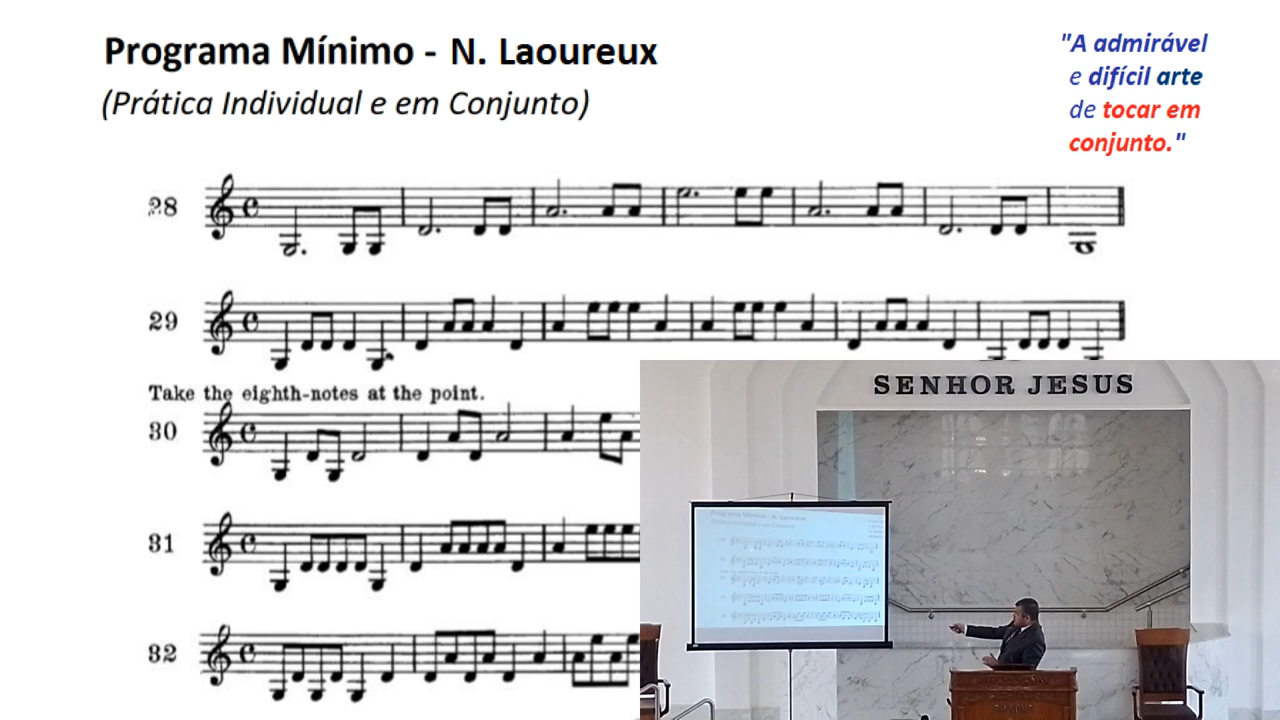 Programa Mínimo - N. Laoureux
(Prática Individual e em Conjunto)
"A admirável
e difícil arte
de tocar em
conjunto."
28
29
Take the eighth-notes at the point.
30
31
32
SENHOR JESUS